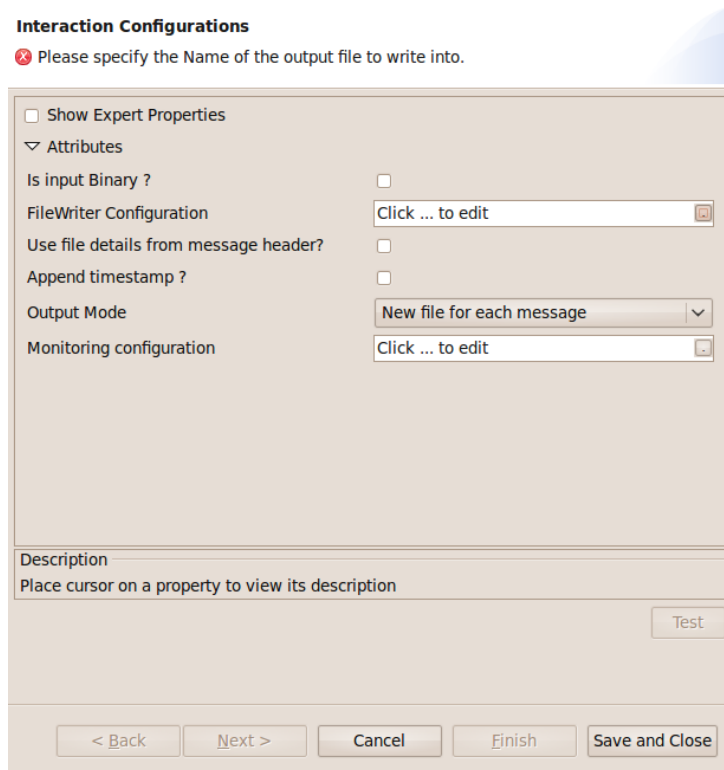 Interaction Configurations
Please specify the Name of the output file to write into.
Show Expert Properties
Attributes
Is input Binary ?
FileWriter Configuration Click ... to edit
Use file details from message header?
Append timestamp ?
Output Mode New file for each message
Monitoring configuration Click ... to edit
Description
Place cursor on a property to view its description
Test
< Back Next > Cancel Finish Save and Close